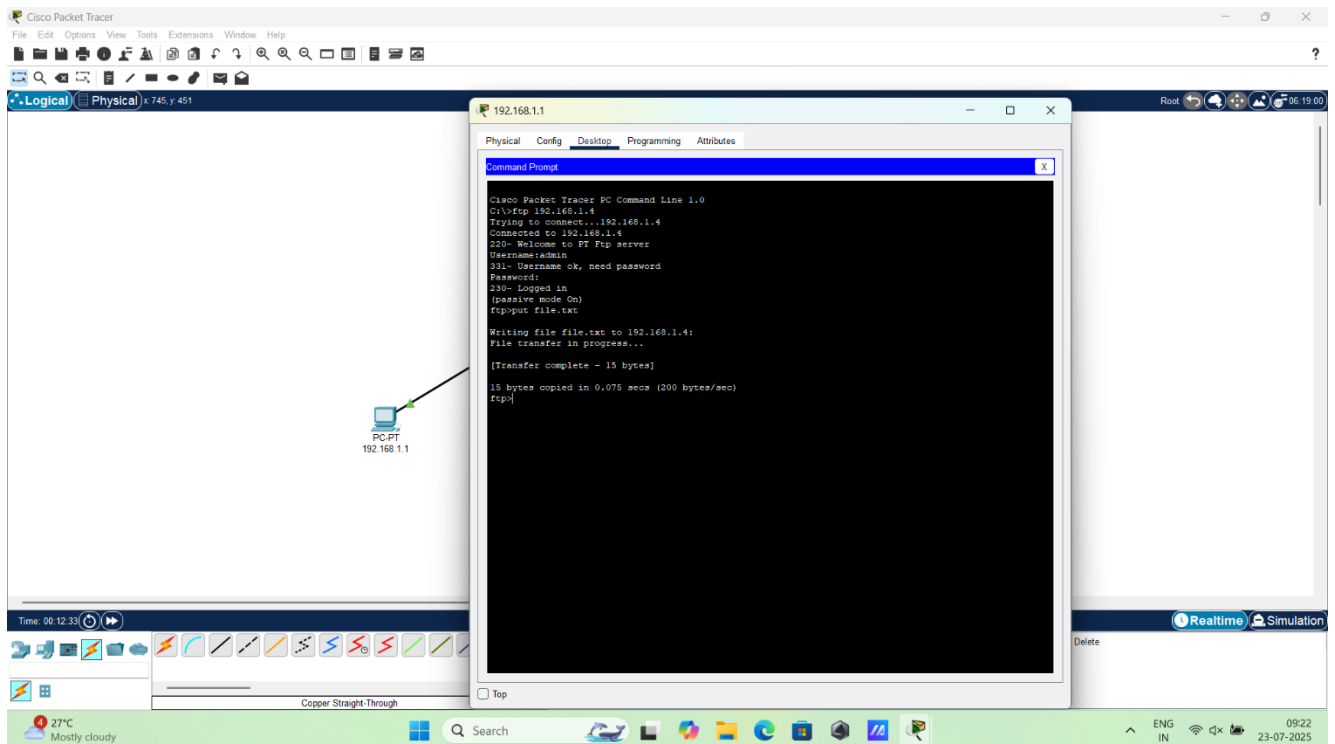 Cisco Packet Tracer
File Edit Options View Tools Extensions Window Help
?
Logical Physical x: 745, y: 451
Root 06:19:00
192.168.1.1
Physical Config Desktop Programming Attributes
Command Prompt X
Cisco Packet Tracer PC Command Line 1.0
C:\>ftp 192.168.1.4
Trying to connect...192.168.1.4
Connected to 192.168.1.4
220- Welcome to PT Ftp server
Username:admin
331- Username ok, need password
Password:
230- Logged in
(passive mode On)
ftp>put file.txt
Writing file file.txt to 192.168.1.4:
File transfer in progress...
[Transfer complete - 15 bytes]
15 bytes copied in 0.075 secs (200 bytes/sec)
ftp>
PC-PT
192.168.1.1
Time: 00:12:33
Realtime Simulation
Delete
Copper Straight-Through
Top
4
27°C
Mostly cloudy
Search
ENG
IN
09:22
23-07-2025